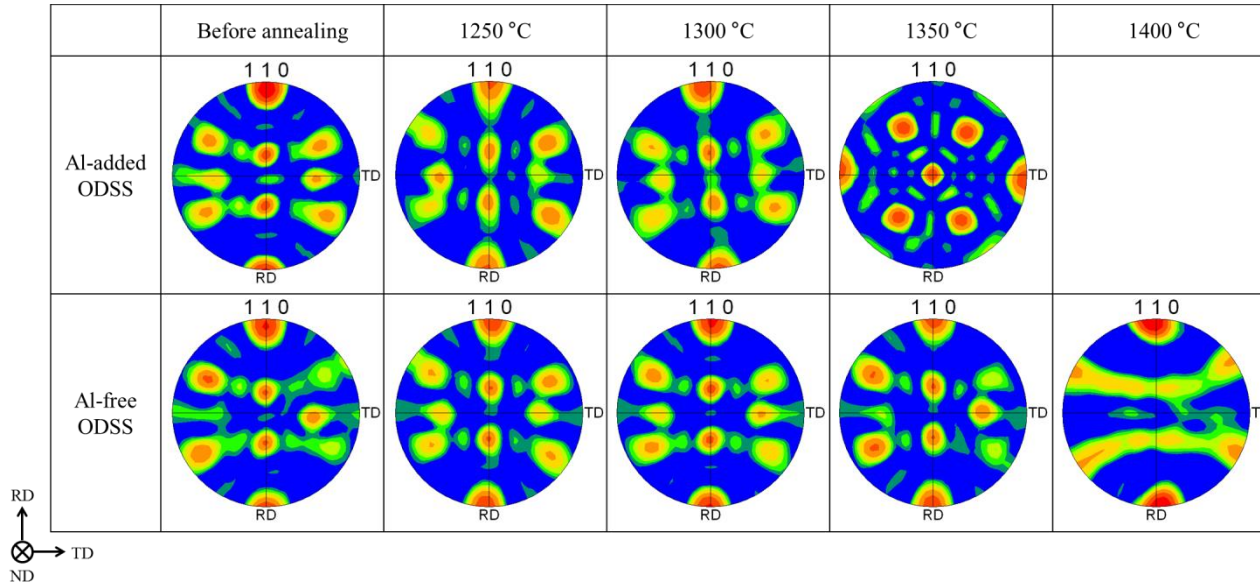 Before annealing 1250 °C 1300 °C 1350 °C 1400 °C
110 110 110 110
Al-added
ODSS
TD TD TD TD
RD RD RD RD
110 110 110 110 110
Al-free
ODSS
TD TD TD TD T
RD RD RD RD RD
RD
TD
ND